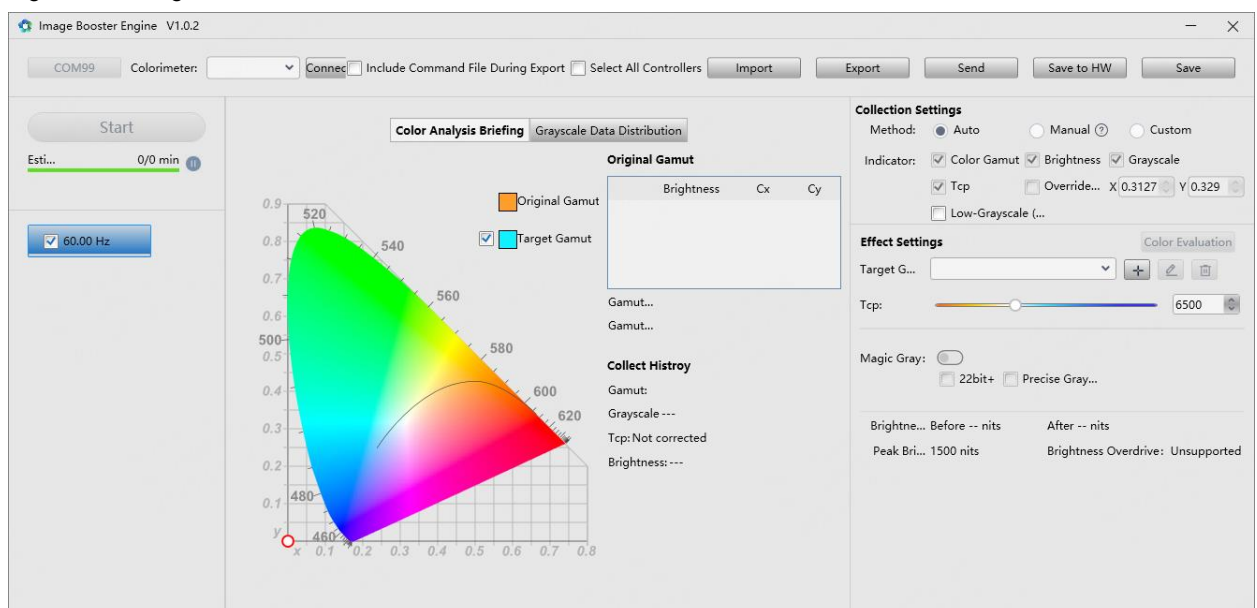 Image Booster Engine V1.0.2
COM99 Colorimeter: Connec Include Command File During Export Select All Controllers Import Export Send Save to HW Save
Start
Esti... 0/0 min
60.00 Hz
Color Analysis Briefing Grayscale Data Distribution
Original Gamut
Target Gamut
0.9
0.8
0.7
0.6
0.5
0.4
0.3
0.2
0.1
y
x 0.1 0.2 0.3 0.4 0.5 0.6 0.7 0.8
520
540
560
580
600
620
500
480
460
Original Gamut
Brightness Cx Cy
Gamut...
Gamut...
Collect Histroy
Gamut:
Grayscale ---
Tcp: Not corrected
Brightness: ---
Collection Settings
Method: Auto Manual ? Custom
Indicator: Color Gamut Brightness Grayscale
Tcp Override... X 0.3127 Y 0.329
Low-Grayscale (...
Effect Settings Color Evaluation
Target G...
Tcp: 6500
Magic Gray:
22bit+ Precise Gray...
Brightne... Before -- nits After -- nits
Peak Bri... 1500 nits Brightness Overdrive: Unsupported